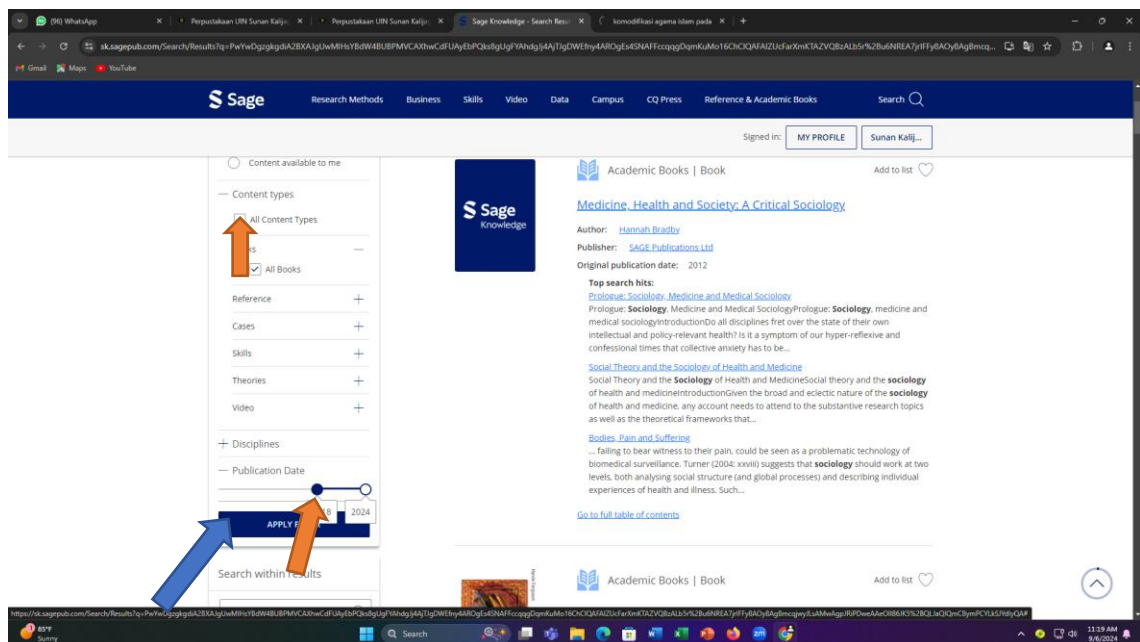 (96) WhatsApp
Perpustakaan UIN Sunan Kalij
Perpustakaan UIN Sunan Kalij
Sage Knowledge - Search Resu
komodifikasi agama islam pada
Gmail Maps YouTube
Sage
Research Methods Business Skills Video Data Campus CQ Press Reference & Academic Books Search
Signed in: MY PROFILE Sunan Kalij...
Content available to me
Content types
All Content Types
All Books
Reference
Cases
Skills
Theories
Video
Disciplines
Publication Date
2024
APPLY
Search within results
Sage
Knowledge
Academic Books | Book
Add to list
Medicine, Health and Society: A Critical Sociology
Author: Hannah Bradby
Publisher: SAGE Publications Ltd
Original publication date: 2012
Top search hits:
Prologue: Sociology, Medicine and Medical Sociology
Prologue: Sociology, Medicine and Medical SociologyPrologue: Sociology, medicine and
medical sociologyIntroductionDo all disciplines fret over the state of their own
intellectual and policy-relevant health? Is it a symptom of our hyper-reflexive and
confessional times that collective anxiety has to be...
Social Theory and the Sociology of Health and Medicine
Social Theory and the Sociology of Health and MedicineSocial theory and the sociology
of health and medicineIntroductionGiven the broad and eclectic nature of the sociology
of health and medicine, any account needs to attend to the substantive research topics
as well as the theoretical frameworks that...
Bodies, Pain and Suffering
... failing to bear witness to their pain, could be seen as a problematic technology of
biomedical surveillance. Turner (2004: xxviii) suggests that sociology should work at two
levels, both analysing social structure (and global processes) and describing individual
experiences of health and illness. Such...
Go to full table of contents
Academic Books | Book
Add to list
85°F
Sunny
Search
11:19 AM
9/6/2024